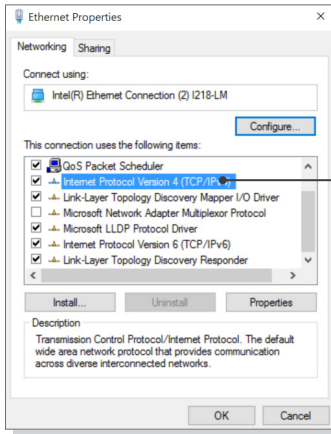 Ethernet Properties
Networking Sharing
Connect using:
Intel(R) Ethernet Connection (2) I218-LM
Configure...
This connection uses the following items:
QoS Packet Scheduler
Internet Protocol Version 4 (TCP/IPv4)
Link-Layer Topology Discovery Mapper I/O Driver
Microsoft Network Adapter Multiplexor Protocol
Microsoft LLDP Protocol Driver
Internet Protocol Version 6 (TCP/IPv6)
Link-Layer Topology Discovery Responder
Install... Uninstall Properties
Description
Transmission Control Protocol/Internet Protocol. The default
wide area network protocol that provides communication
across diverse interconnected networks.
OK Cancel